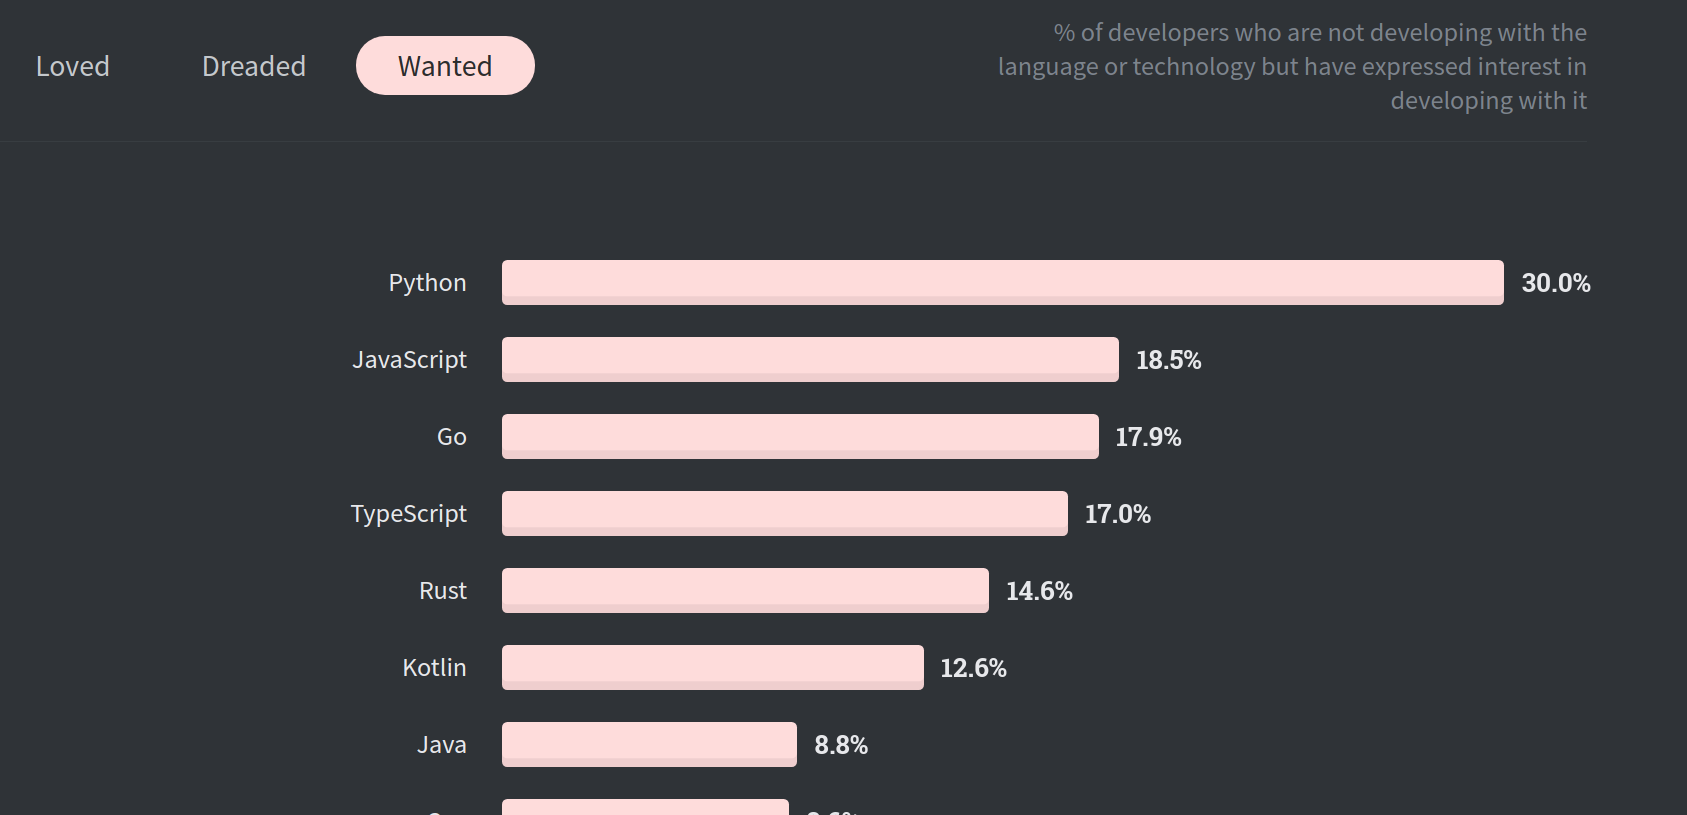 Loved
Dreaded
Wanted
% of developers who are not developing with the
language or technology but have expressed interest in
developing with it
Python 30.0%
JavaScript 18.5%
Go 17.9%
TypeScript 17.0%
Rust 14.6%
Kotlin 12.6%
Java 8.8%